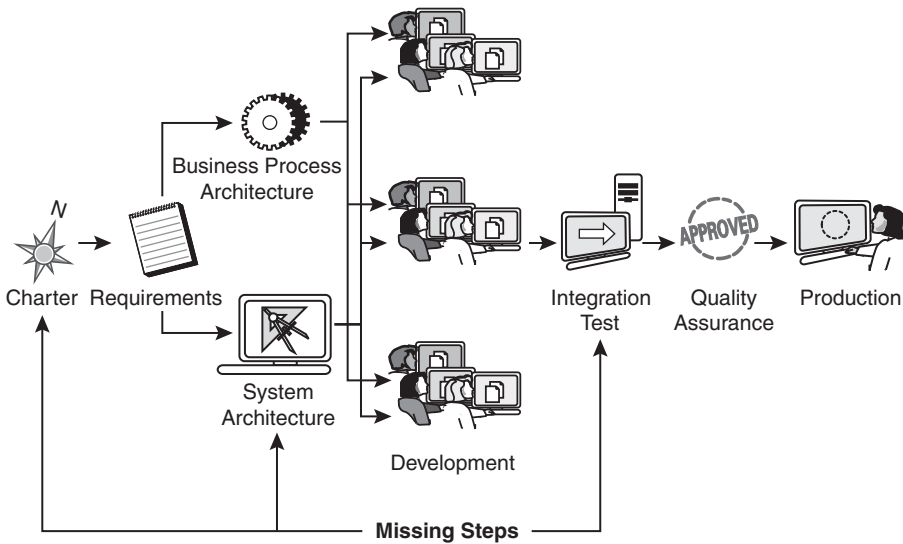 N
Charter
Requirements
Business Process
Architecture
System
Architecture
Development
Integration
Test
APPROVED
Quality
Assurance
Production
Missing Steps